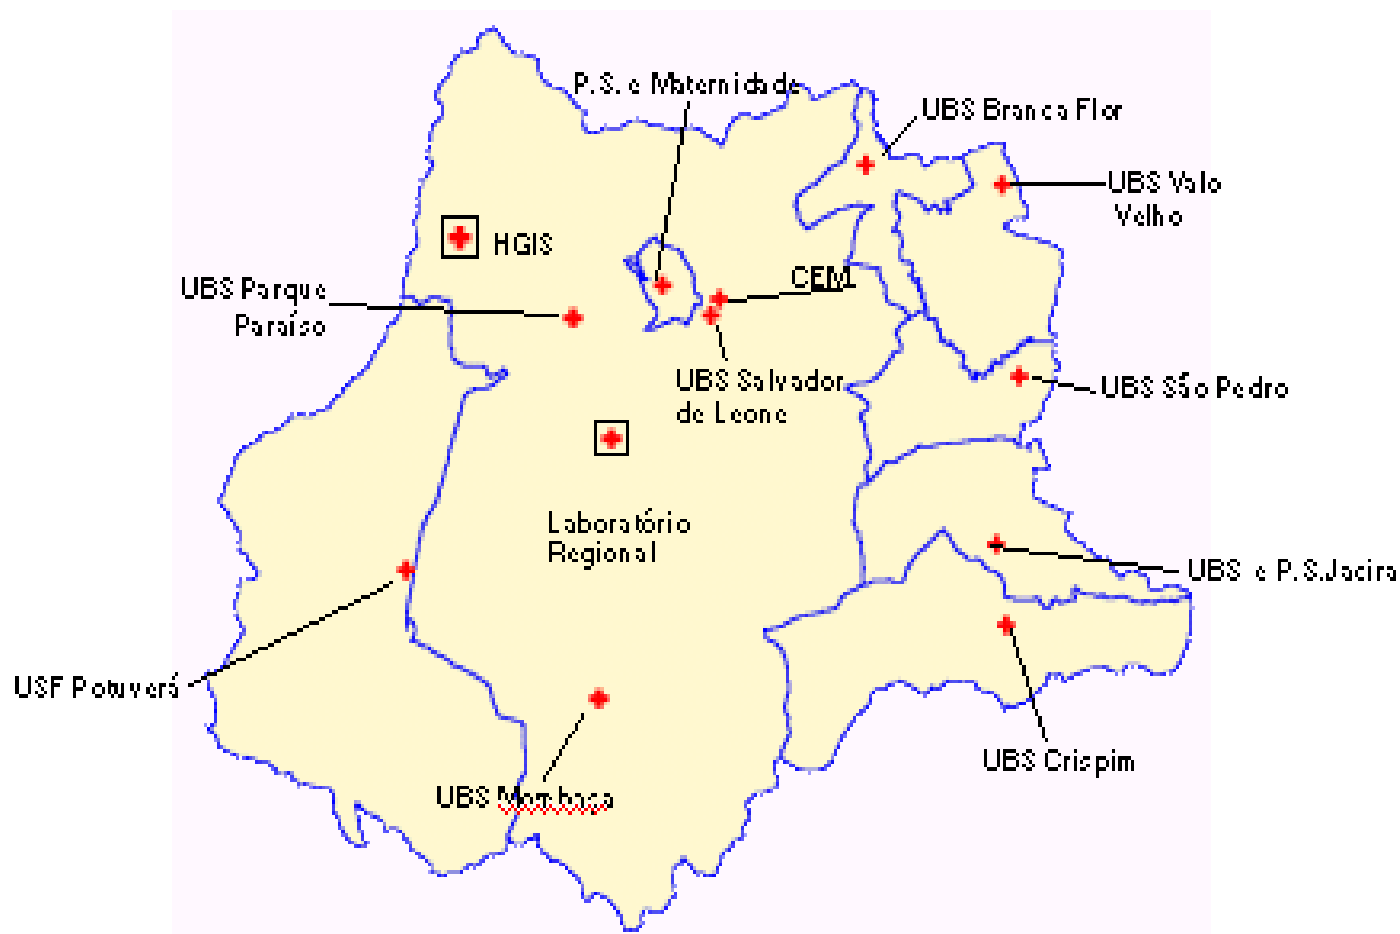 P.S. e Maternidade
UBS Branca Flor
UBS Valo
Velho
HGIS
CEM
UBS Parque
Paraíso
UBS Salvador
de Leone
UBS São Pedro
Laboratório
Regional
UBS e P.S.Jacira
USF Potuverá
UBS Crispim
UBS Mombaça